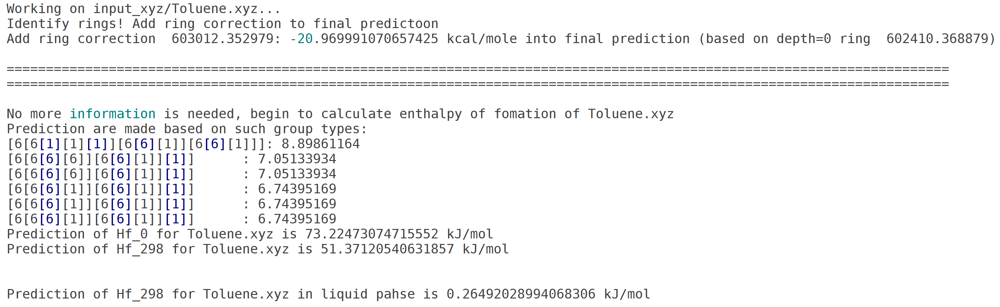 Working on input_xyz/Toluene.xyz...
Identify rings! Add ring correction to final predictoon
Add ring correction  603012.352979: -20.969991070657425 kcal/mole into final prediction (based on depth=0 ring  602410.368879)
========================================================================================================================
========================================================================================================================
No more information is needed, begin to calculate enthalpy of fomation of Toluene.xyz
Prediction are made based on such group types:
[6[6[1][1][1]][6[6][1]][6[6][1]]]: 8.89861164
[6[6[6][6]][6[6][1]][1]]      : 7.05133934
[6[6[6][6]][6[6][1]][1]]      : 7.05133934
[6[6[6][1]][6[6][1]][1]]      : 6.74395169
[6[6[6][1]][6[6][1]][1]]      : 6.74395169
[6[6[6][1]][6[6][1]][1]]      : 6.74395169
Prediction of Hf_0 for Toluene.xyz is 73.22473074715552 kJ/mol
Prediction of Hf_298 for Toluene.xyz is 51.37120540631857 kJ/mol
Prediction of Hf_298 for Toluene.xyz in liquid pahse is 0.26492028994068306 kJ/mol